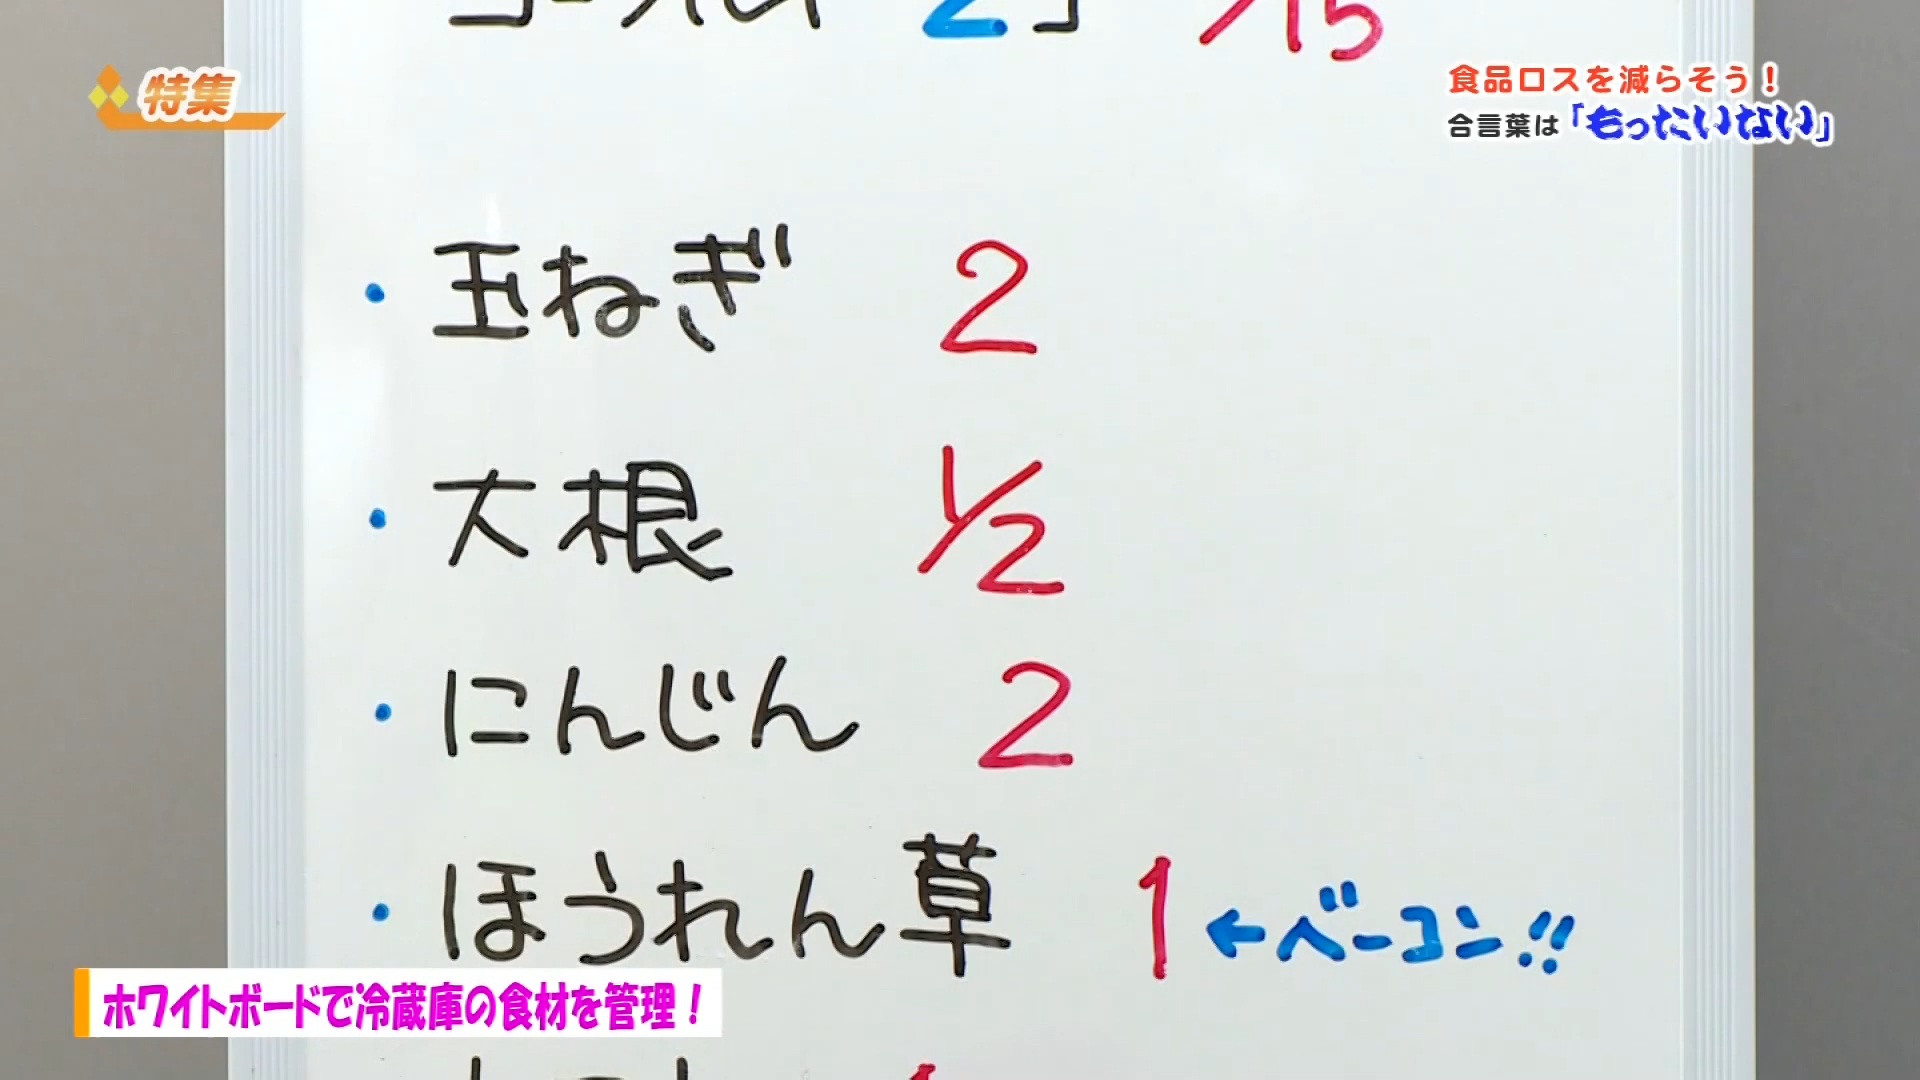 特集
食品ロスを減らそう！
合言葉は「もったいない」
・玉ねぎ 2
・大根 1/2
・にんじん 2
・ほうれん草 1 ←ベーコン!!
ホワイトボードで冷蔵庫の食材を管理！